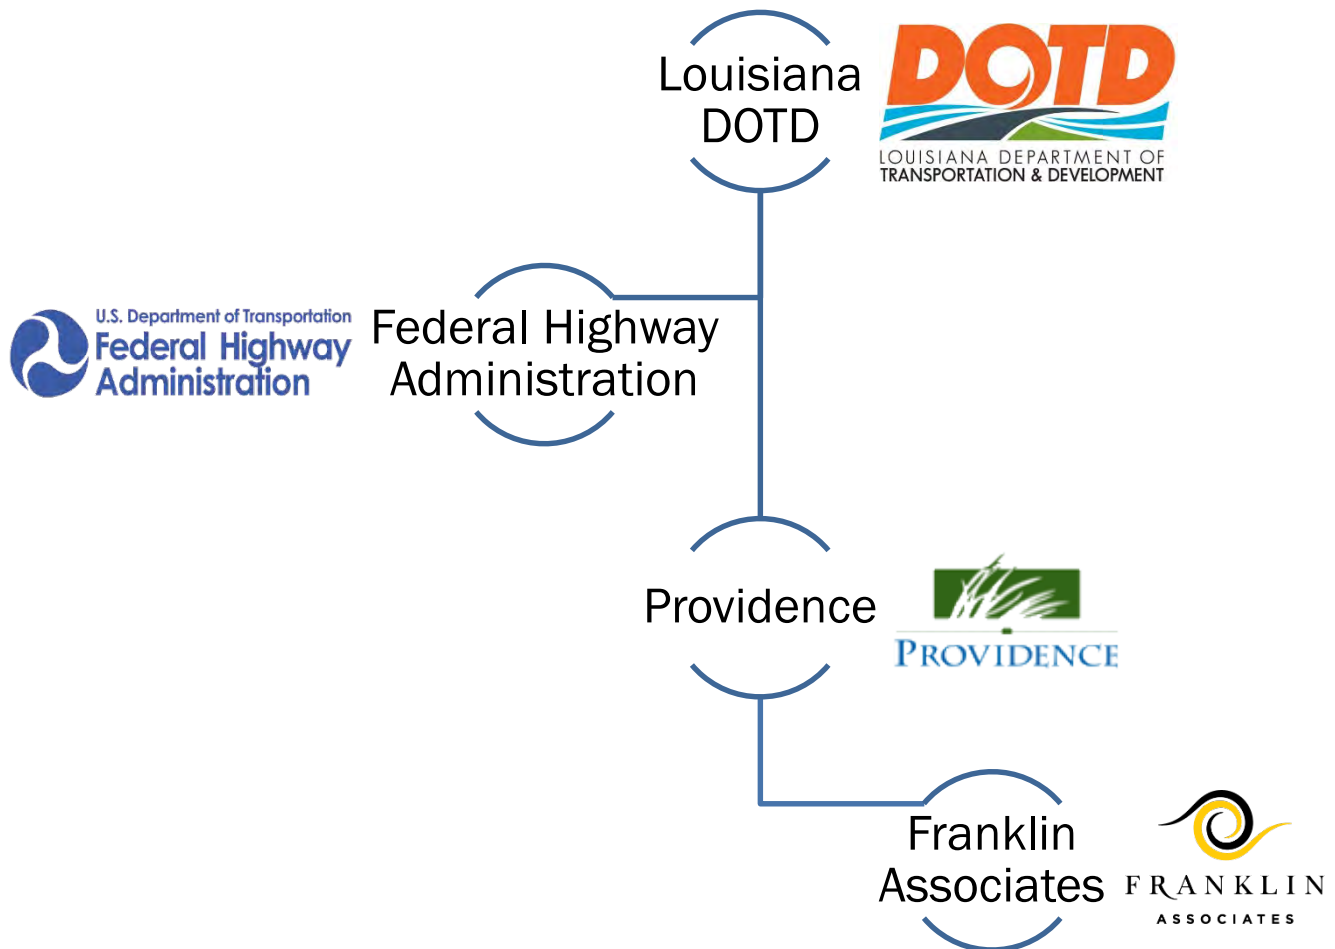 Louisiana
DOTD
DOTD
LOUISIANA DEPARTMENT OF
TRANSPORTATION & DEVELOPMENT
U.S. Department of Transportation
Federal Highway
Administration
Federal Highway
Administration
Providence
PROVIDENCE
Franklin
Associates
FRANKLIN
ASSOCIATES